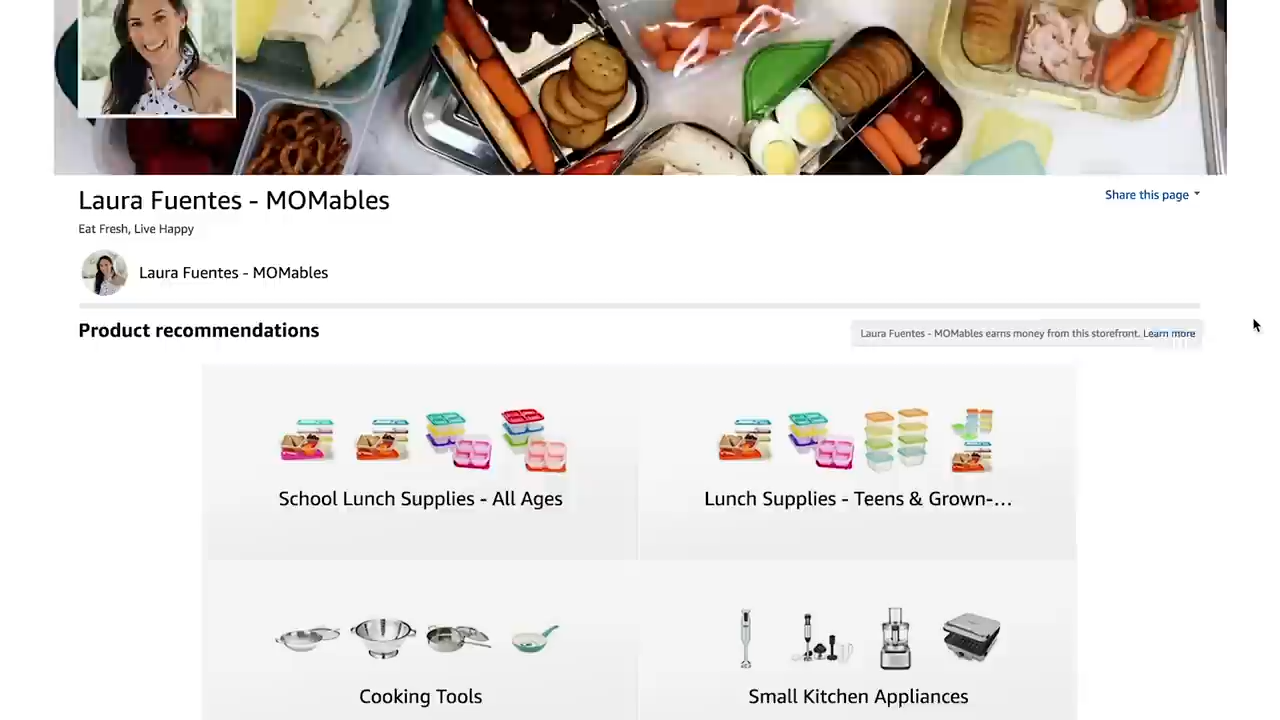 Laura Fuentes - MOMables
Share this page
Eat Fresh, Live Happy
Laura Fuentes - MOMables
Product recommendations
Laura Fuentes - MOMables earns money from this storefront. Learn more
School Lunch Supplies - All Ages
Lunch Supplies - Teens & Grown-...
Cooking Tools
Small Kitchen Appliances